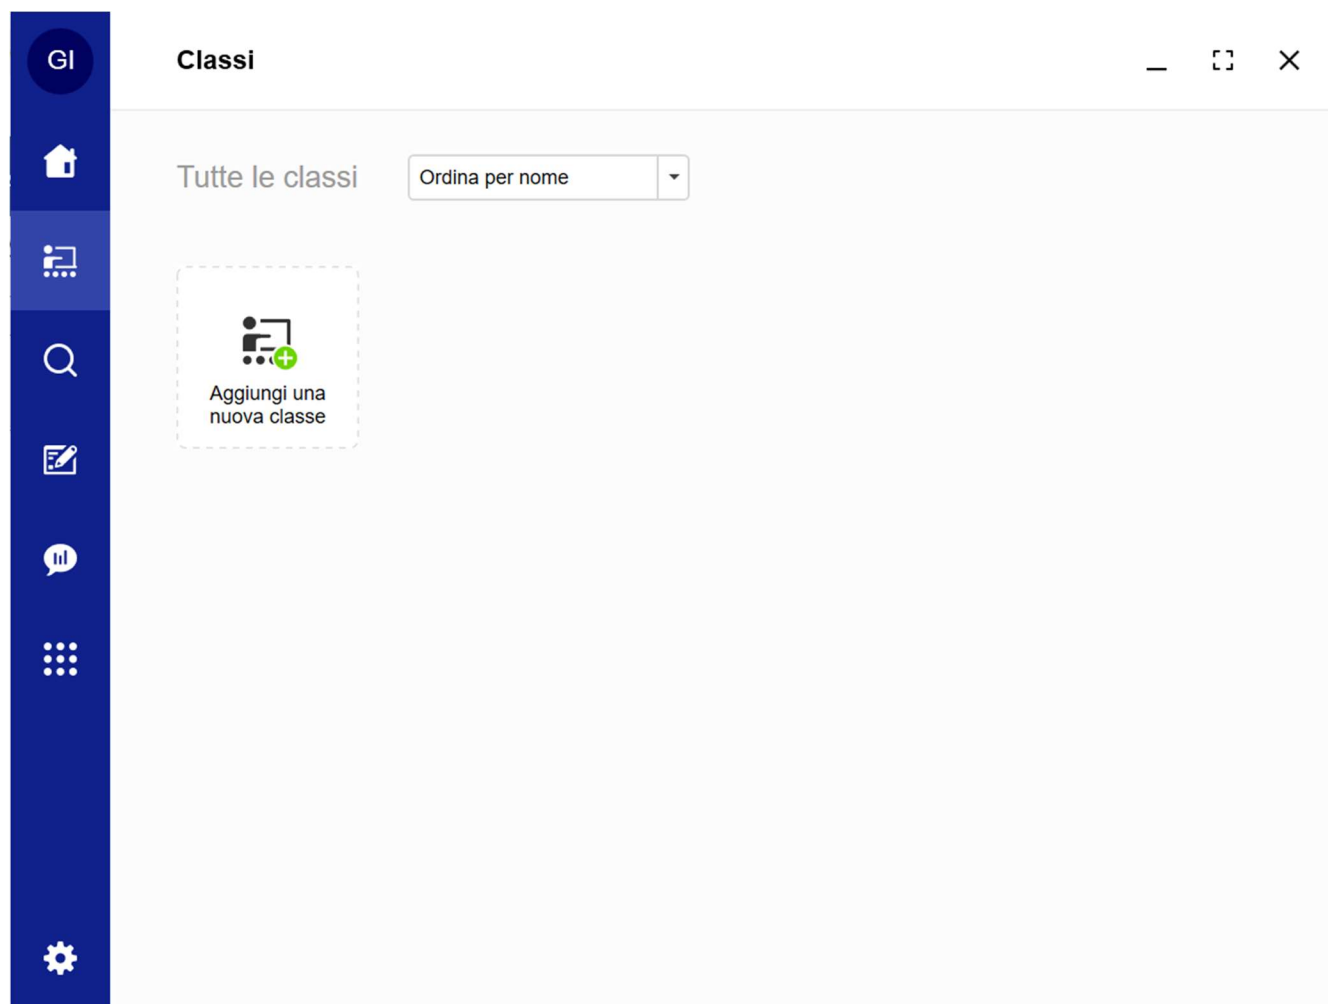 GI
Classi
Tutte le classi
Ordina per nome
Aggiungi una
nuova classe